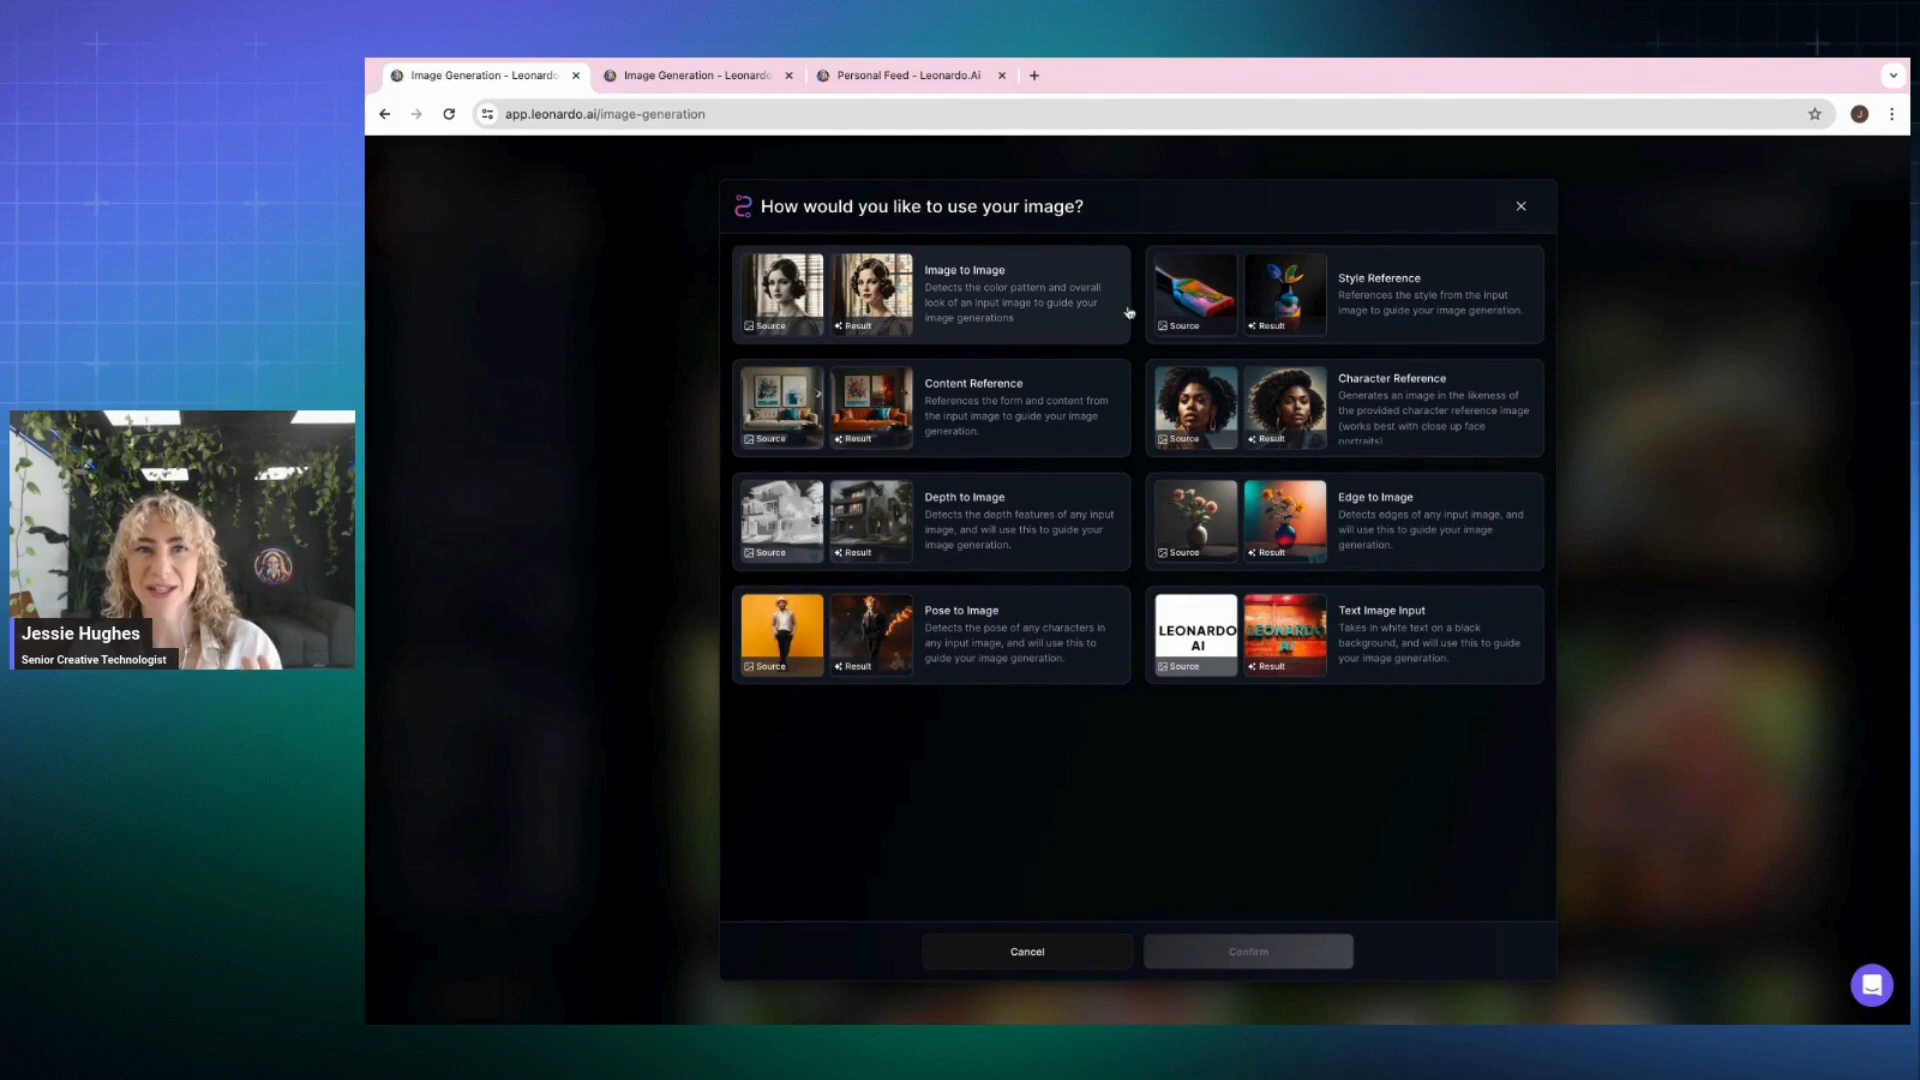 Image Generation - Leonardo
Image Generation - Leonardo
Personal Feed - Leonardo.Ai
app.leonardo.ai/image-generation
J
How would you like to use your image?
Source
Result
Image to Image
Detects the color pattern and overall
look of an input image to guide your
image generations
Source
Result
Style Reference
References the style from the input
image to guide your image generation.
Source
Result
Content Reference
References the form and content from
the input image to guide your image
generation.
Source
Result
Character Reference
Generates an image in the likeness of
the provided character reference image
(works best with close up face
portraits)
Source
Result
Depth to Image
Detects the depth features of any input
image, and will use this to guide your
image generation.
Source
Result
Edge to Image
Detects edges of any input image, and
will use this to guide your image
generation.
Source
Result
Pose to Image
Detects the pose of any characters in
any input image, and will use this to
guide your image generation.
LEONARDO
AI
Source
LEONARDO
AI
Result
Text Image Input
Takes in white text on a black
background, and will use this to guide
your image generation.
Cancel
Confirm
Jessie Hughes
Senior Creative Technologist